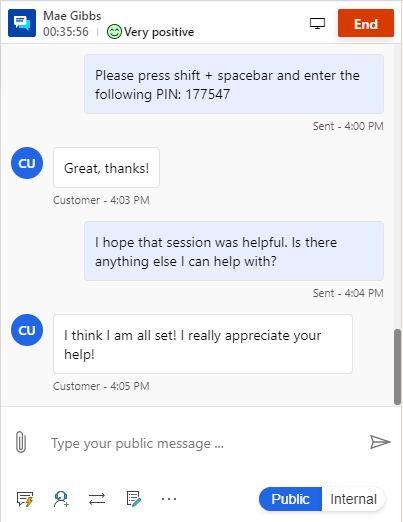 Mae Gibbs
00:35:56 Very positive
End
Please press shift + spacebar and enter the
following PIN: 177547
Sent - 4:00 PM
CU
Great, thanks!
Customer - 4:03 PM
I hope that session was helpful. Is there
anything else I can help with?
Sent - 4:04 PM
CU
I think I am all set! I really appreciate your
help!
Customer - 4:05 PM
Type your public message ...
Public Internal